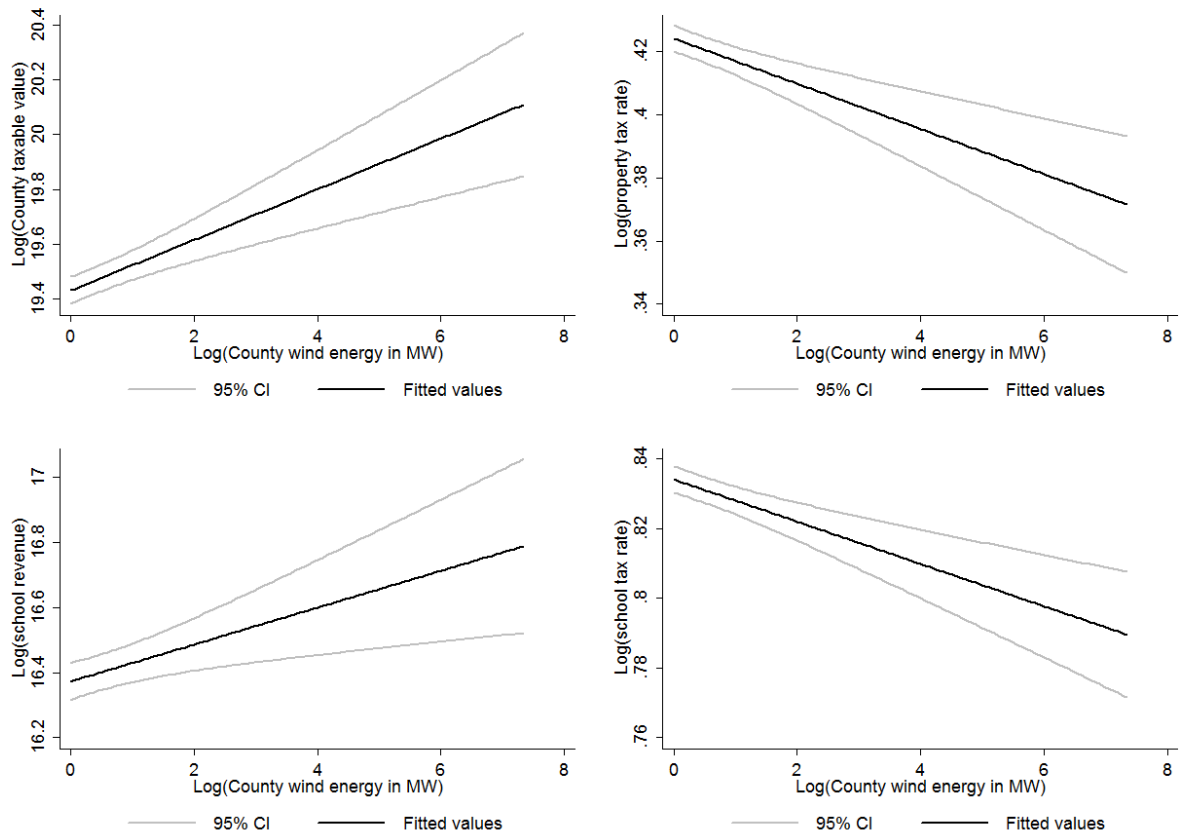 Log(County taxable value)
20.4
20.2
20
19.8
19.6
19.4
0 2 4 6 8
Log(County wind energy in MW)
95% CI Fitted values
Log(property tax rate)
.42
.4
.38
.36
.34
0 2 4 6 8
Log(County wind energy in MW)
95% CI Fitted values
Log(school revenue)
17
16.8
16.6
16.4
16.2
0 2 4 6 8
Log(County wind energy in MW)
95% CI Fitted values
Log(school tax rate)
.84
.82
.8
.78
.76
0 2 4 6 8
Log(County wind energy in MW)
95% CI Fitted values